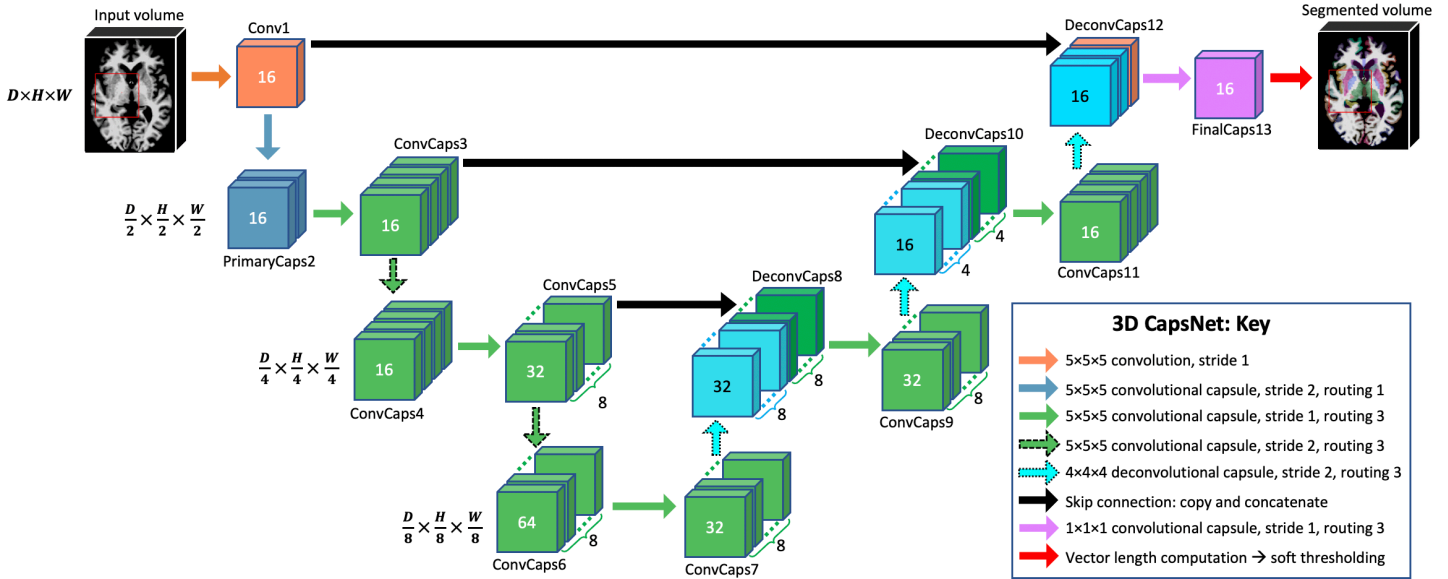 Input volume
Conv1
DeconvCaps12
Segmented volume
D×H×W
16
16
16
FinalCaps13
ConvCaps3
DeconvCaps10
D/2 × H/2 × W/2
16
PrimaryCaps2
16
16
4
4
16
ConvCaps11
ConvCaps5
DeconvCaps8
D/4 × H/4 × W/4
16
ConvCaps4
32
8
32
8
8
32
8
ConvCaps9
D/8 × H/8 × W/8
64
8
ConvCaps6
32
8
ConvCaps7
3D CapsNet: Key
5×5×5 convolution, stride 1
5×5×5 convolutional capsule, stride 2, routing 1
5×5×5 convolutional capsule, stride 1, routing 3
5×5×5 convolutional capsule, stride 2, routing 3
4×4×4 deconvolutional capsule, stride 2, routing 3
Skip connection: copy and concatenate
1×1×1 convolutional capsule, stride 1, routing 3
Vector length computation → soft thresholding